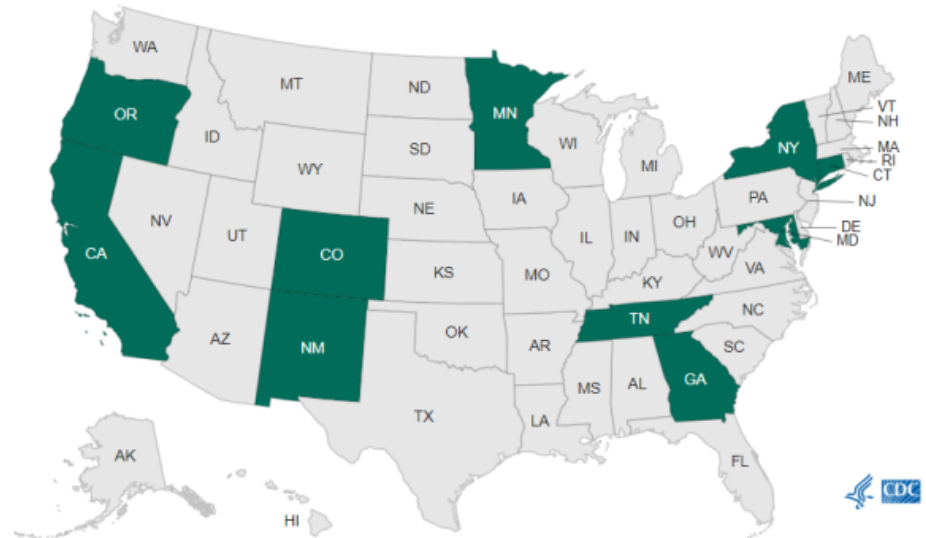 WA
ME
MT
ND
VT
OR
MN
NH
ID
WI
NY
MA
SD
RI
MI
WY
CT
PA
IA
NJ
NE
OH
NV
IL
IN
DE
UT
WV
MD
CO
CA
VA
KS
MO
KY
NC
TN
OK
AZ
AR
SC
NM
GA
MS
AL
TX
LA
AK
FL
CDC
HI